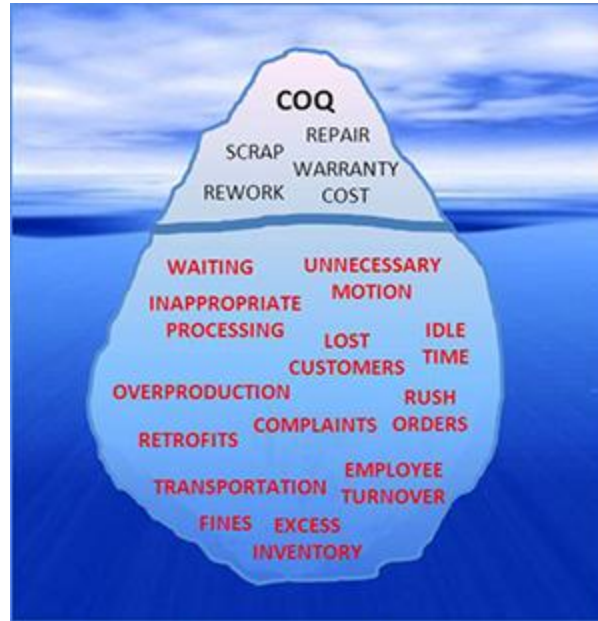 COQ
REPAIR
SCRAP
WARRANTY
REWORK
COST
WAITING
UNNECESSARY
MOTION
INAPPROPRIATE
PROCESSING
LOST
CUSTOMERS
IDLE
TIME
OVERPRODUCTION
RUSH
ORDERS
COMPLAINTS
RETROFITS
EMPLOYEE
TURNOVER
TRANSPORTATION
FINES
EXCESS
INVENTORY